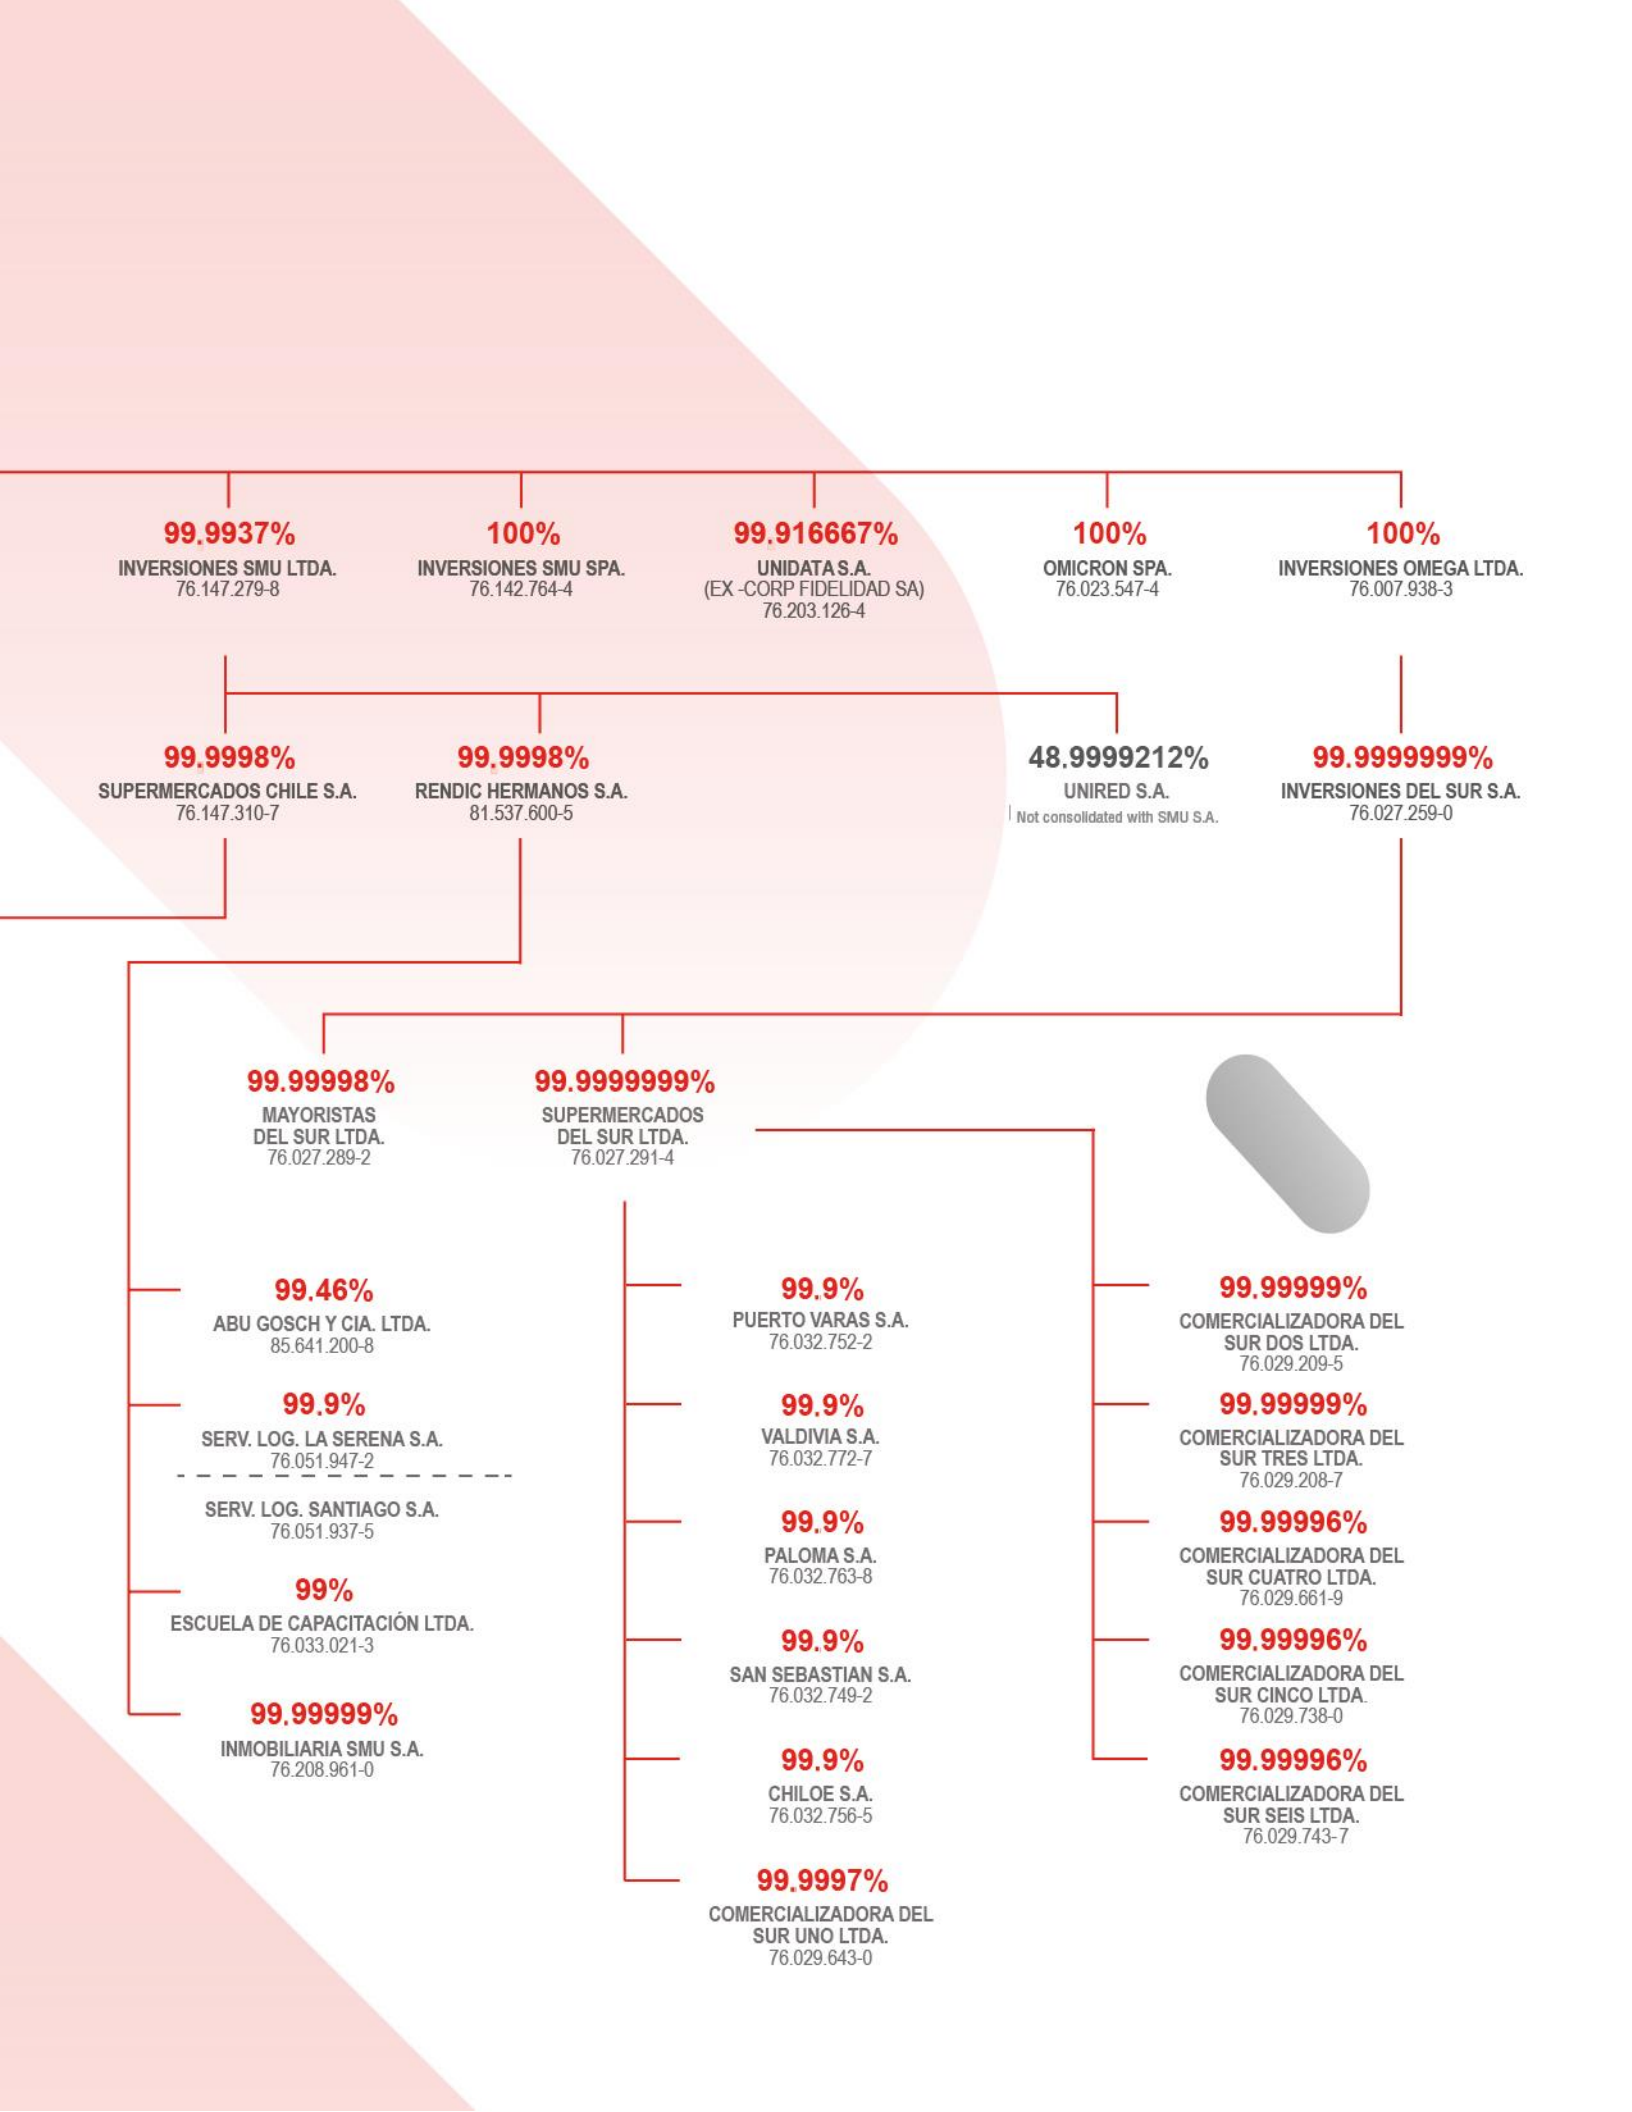 99.9937%
INVERSIONES SMU LTDA.
76.147.279-8
100%
INVERSIONES SMU SPA.
76.142.764-4
99.916667%
UNIDATA S.A.
(EX -CORP FIDELIDAD SA)
76.203.126-4
100%
OMICRON SPA.
76.023.547-4
100%
INVERSIONES OMEGA LTDA.
76.007.938-3
99.9998%
SUPERMERCADOS CHILE S.A.
76.147.310-7
99.9998%
RENDIC HERMANOS S.A.
81.537.600-5
48.9999212%
UNIRED S.A.
Not consolidated with SMU S.A.
99.9999999%
INVERSIONES DEL SUR S.A.
76.027.259-0
99.99998%
MAYORISTAS
DEL SUR LTDA.
76.027.289-2
99.9999999%
SUPERMERCADOS
DEL SUR LTDA.
76.027.291-4
99.46%
ABU GOSCH Y CIA. LTDA.
85.641.200-8
99.9%
SERV. LOG. LA SERENA S.A.
76.051.947-2
SERV. LOG. SANTIAGO S.A.
76.051.937-5
99%
ESCUELA DE CAPACITACIÓN LTDA.
76.033.021-3
99.99999%
INMOBILIARIA SMU S.A.
76.208.961-0
99.9%
PUERTO VARAS S.A.
76.032.752-2
99.9%
VALDIVIA S.A.
76.032.772-7
99.9%
PALOMA S.A.
76.032.763-8
99.9%
SAN SEBASTIAN S.A.
76.032.749-2
99.9%
CHILOE S.A.
76.032.756-5
99.9997%
COMERCIALIZADORA DEL
SUR UNO LTDA.
76.029.643-0
99.99999%
COMERCIALIZADORA DEL
SUR DOS LTDA.
76.029.209-5
99.99999%
COMERCIALIZADORA DEL
SUR TRES LTDA.
76.029.208-7
99.99996%
COMERCIALIZADORA DEL
SUR CUATRO LTDA.
76.029.661-9
99.99996%
COMERCIALIZADORA DEL
SUR CINCO LTDA.
76.029.738-0
99.99996%
COMERCIALIZADORA DEL
SUR SEIS LTDA.
76.029.743-7